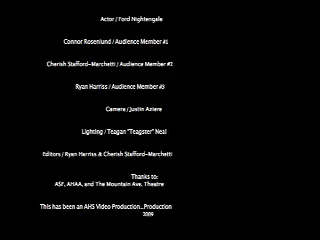 Actor / Ford Nightengale
Connor Rosenlund / Audience Member #1
Cherish Stafford-Marchetti / Audience Member #2
Ryan Harriss / Audience Member #3
Camera / Justin Axiere
Lighting / Teagan "Teagster" Neal
Editors / Ryan Harriss & Cherish Stafford-Marchetti
Thanks to:
ASF, AHAA, and The Mountain Ave. Theatre
This has been an AHS Video Production...Production
2009